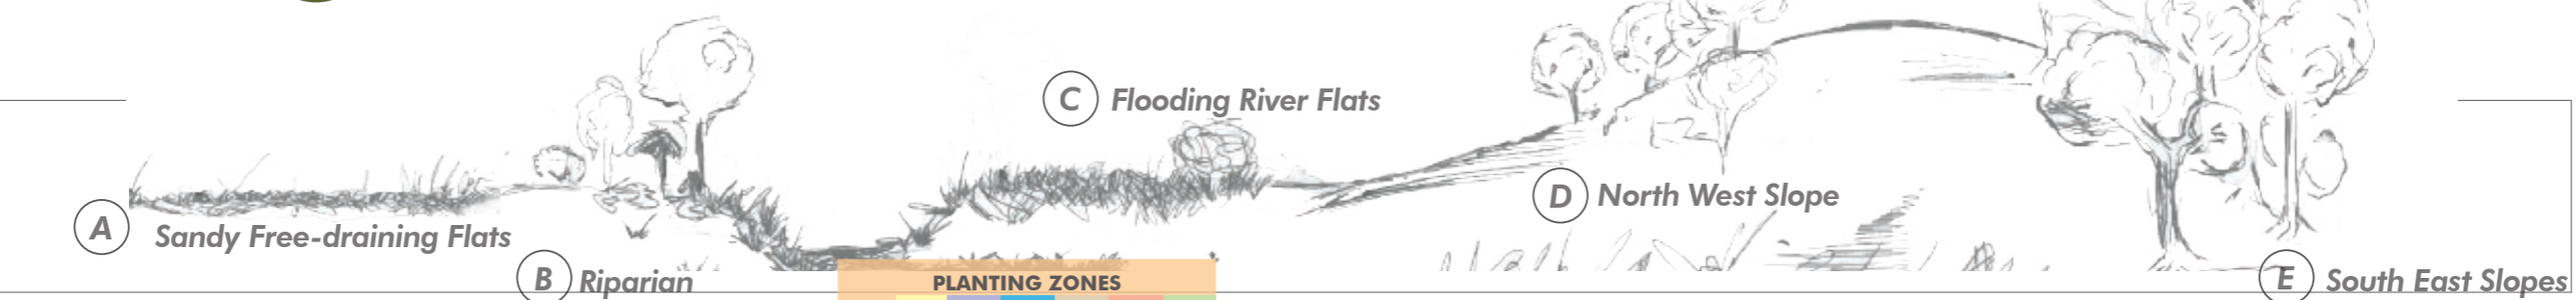 C Flooding River Flats
D North West Slope
A Sandy Free-draining Flats
B Riparian
PLANTING ZONES
E South East Slopes